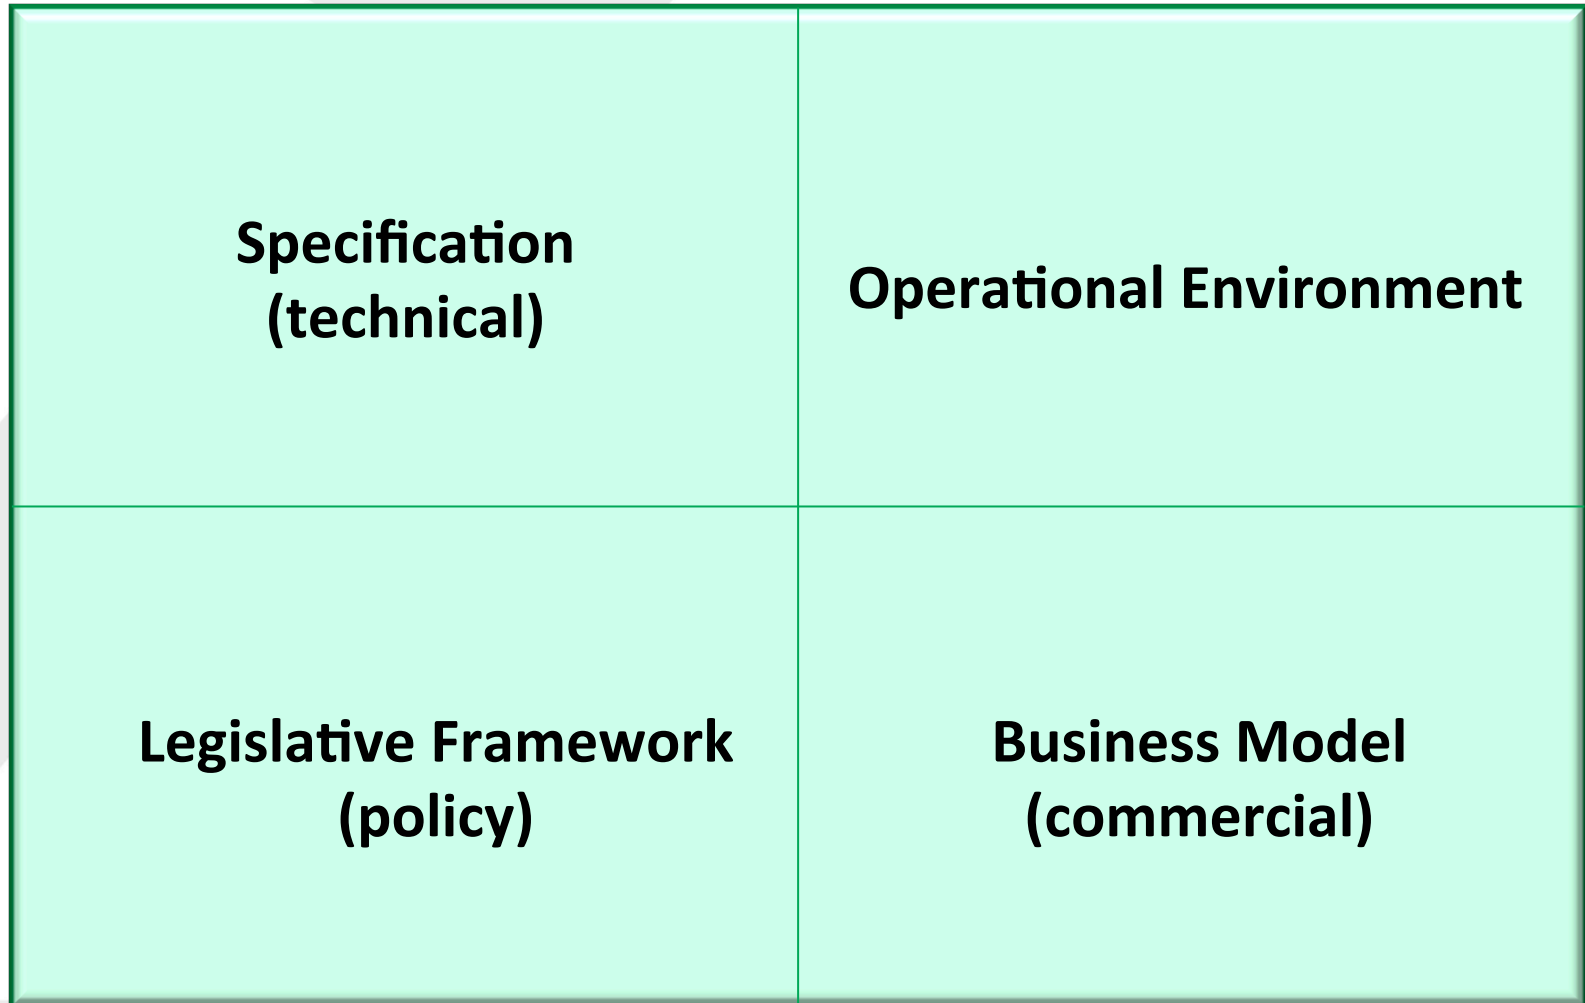 Specification
(technical)
Operational Environment
Legislative Framework
(policy)
Business Model
(commercial)